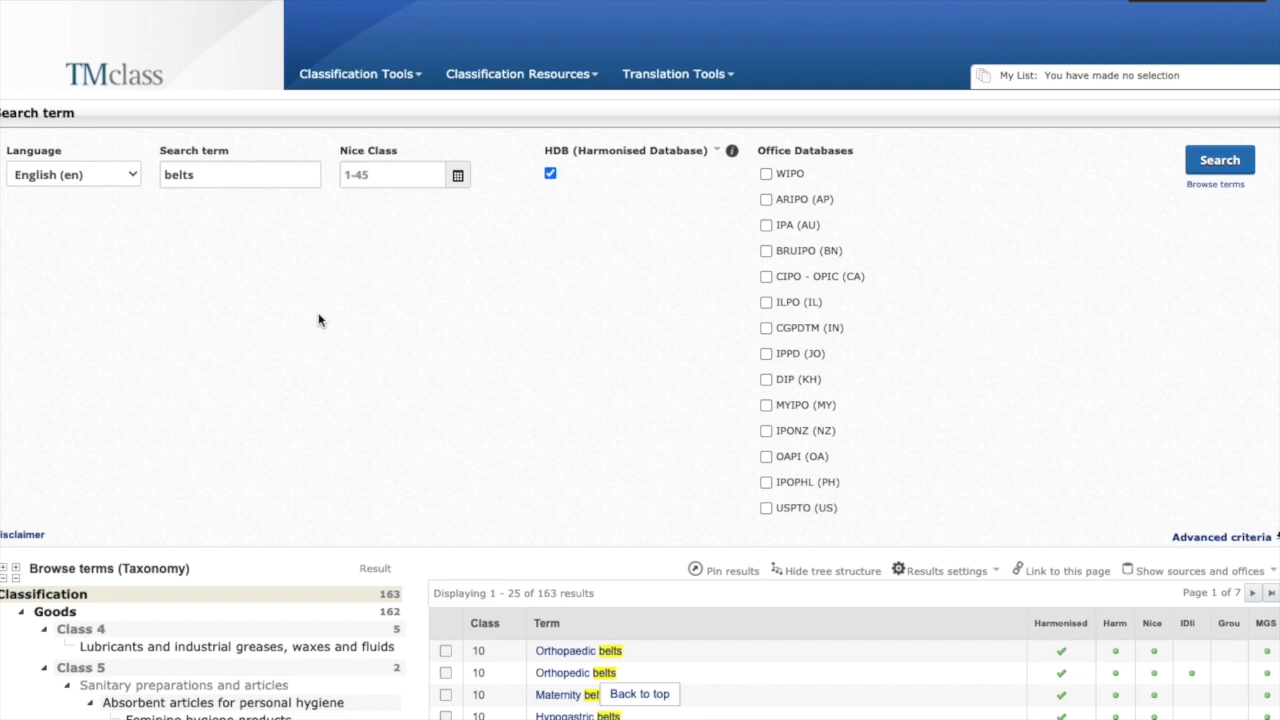 TMclass
Classification Tools
Classification Resources
Translation Tools
My List: You have made no selection
Search term
Language
Search term
Nice Class
HDB (Harmonised Database)
Office Databases
English (en)
belts
1-45
Search
Browse terms
WIPO
ARIPO (AP)
IPA (AU)
BRUIPO (BN)
CIPO - OPIC (CA)
ILPO (IL)
CGPDTM (IN)
IPPD (JO)
DIP (KH)
MYIPO (MY)
IPONZ (NZ)
OAPI (OA)
IPOPHL (PH)
USPTO (US)
isclaimer
Advanced criteria
Browse terms (Taxonomy)
Result
Pin results
Hide tree structure
Results settings
Link to this page
Show sources and offices
Classification 163
Goods 162
Class 4 5
Lubricants and industrial greases, waxes and fluids
Class 5 2
Sanitary preparations and articles
Absorbent articles for personal hygiene
Feminine hygiene products
Displaying 1 - 25 of 163 results
Page 1 of 7
Class Term Harmonised Harm Nice IDli Grou MGS
10 Orthopaedic belts
10 Orthopedic belts
10 Maternity bel
Back to top
10 Hypogastric belts